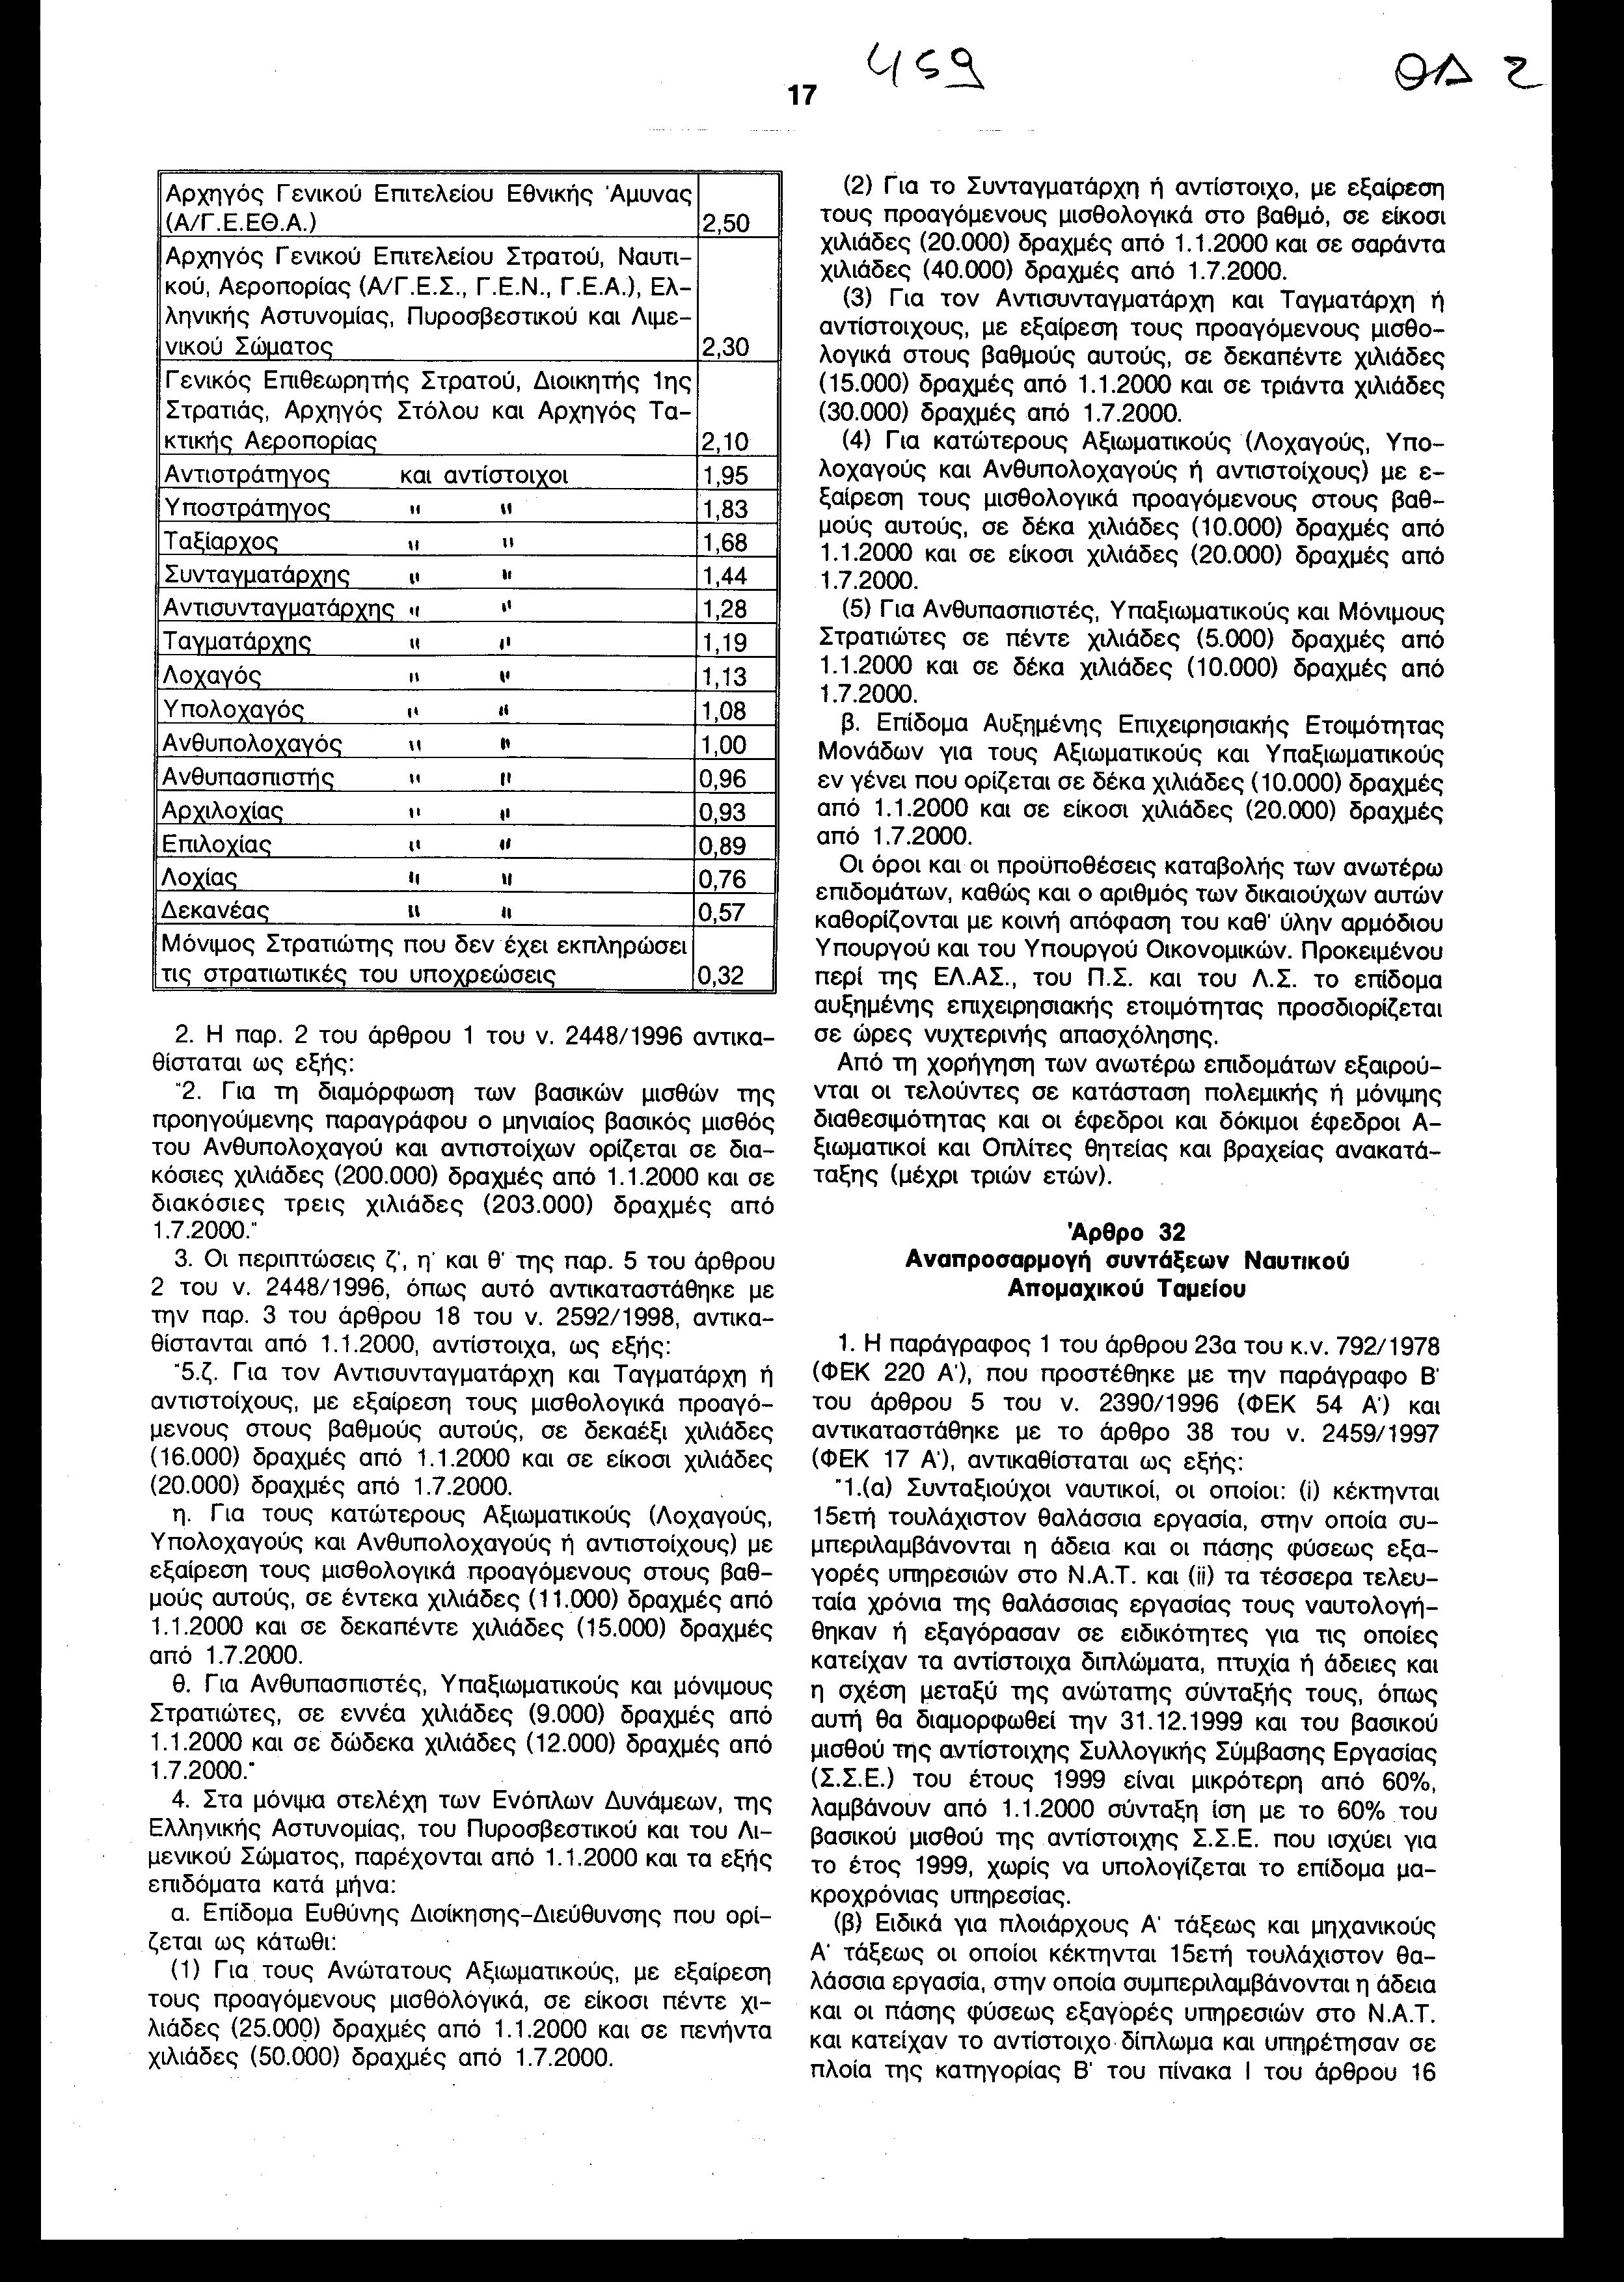 459
ΘΔ 2
17
Αρχηγός Γενικού Επιτελείου Εθνικής 'Αμυνας
(Α/Γ.Ε.ΕΘ.Α.) 2,50
Αρχηγός Γενικού Επιτελείου Στρατού, Ναυτι-
κού, Αεροπορίας (Α/Γ.Ε.Σ., Γ.Ε.Ν., Γ.Ε.Α.), Ελ-
ληνικής Αστυνομίας, Πυροσβεστικού και Λιμε-
νικού Σώματος 2,30
Γενικός Επιθεωρητής Στρατού, Διοικητής 1ης
Στρατιάς, Αρχηγός Στόλου και Αρχηγός Τα-
κτικής Αεροπορίας 2,10
Αντιστράτηγος και αντίστοιχοι 1,95
Υποστράτηγος " " 1,83
Ταξίαρχος " " 1,68
Συνταγματάρχης " " 1,44
Αντισυνταγματάρχης " " 1,28
Ταγματάρχης " " 1,19
Λοχαγός " " 1,13
Υπολοχαγός " " 1,08
Ανθυπολοχαγός " " 1,00
Ανθυπασπιστής " " 0,96
Αρχιλοχίας " " 0,93
Επιλοχίας " " 0,89
Λοχίας " " 0,76
Δεκανέας " " 0,57
Μόνιμος Στρατιώτης που δεν έχει εκπληρώσει
τις στρατιωτικές του υποχρεώσεις 0,32
2. Η παρ. 2 του άρθρου 1 του ν. 2448/1996 αντικα-
θίσταται ως εξής:
"2. Για τη διαμόρφωση των βασικών μισθών της
προηγούμενης παραγράφου ο μηνιαίος βασικός μισθός
του Ανθυπολοχαγού και αντιστοίχων ορίζεται σε δια-
κόσιες χιλιάδες (200.000) δραχμές από 1.1.2000 και σε
διακόσιες τρεις χιλιάδες (203.000) δραχμές από
1.7.2000."
3. Οι περιπτώσεις ζ', η' και θ' της παρ. 5 του άρθρου
2 του ν. 2448/1996, όπως αυτό αντικαταστάθηκε με
την παρ. 3 του άρθρου 18 του ν. 2592/1998, αντικα-
θίστανται από 1.1.2000, αντίστοιχα, ως εξής:
"5.ζ. Για τον Αντισυνταγματάρχη και Ταγματάρχη ή
αντιστοίχους, με εξαίρεση τους μισθολογικά προαγό-
μενους στους βαθμούς αυτούς, σε δεκαέξι χιλιάδες
(16.000) δραχμές από 1.1.2000 και σε είκοσι χιλιάδες
(20.000) δραχμές από 1.7.2000.
η. Για τους κατώτερους Αξιωματικούς (Λοχαγούς,
Υπολοχαγούς και Ανθυπολοχαγούς ή αντιστοίχους) με
εξαίρεση τους μισθολογικά προαγόμενους στους βαθ-
μούς αυτούς, σε έντεκα χιλιάδες (11.000) δραχμές από
1.1.2000 και σε δεκαπέντε χιλιάδες (15.000) δραχμές
από 1.7.2000.
θ. Για Ανθυπασπιστές, Υπαξιωματικούς και μόνιμους
Στρατιώτες, σε εννέα χιλιάδες (9.000) δραχμές από
1.1.2000 και σε δώδεκα χιλιάδες (12.000) δραχμές από
1.7.2000."
4. Στα μόνιμα στελέχη των Ενόπλων Δυνάμεων, της
Ελληνικής Αστυνομίας, του Πυροσβεστικού και του Λι-
μενικού Σώματος, παρέχονται από 1.1.2000 και τα εξής
επιδόματα κατά μήνα:
α. Επίδομα Ευθύνης Διοίκησης-Διεύθυνσης που ορί-
ζεται ως κάτωθι:
(1) Για τους Ανώτατους Αξιωματικούς, με εξαίρεση
τους προαγόμενους μισθολογικά, σε είκοσι πέντε χι-
λιάδες (25.000) δραχμές από 1.1.2000 και σε πενήντα
χιλιάδες (50.000) δραχμές από 1.7.2000.
(2) Για το Συνταγματάρχη ή αντίστοιχο, με εξαίρεση
τους προαγόμενους μισθολογικά στο βαθμό, σε είκοσι
χιλιάδες (20.000) δραχμές από 1.1.2000 και σε σαράντα
χιλιάδες (40.000) δραχμές από 1.7.2000.
(3) Για τον Αντισυνταγματάρχη και Ταγματάρχη ή
αντίστοιχους, με εξαίρεση τους προαγόμενους μισθο-
λογικά στους βαθμούς αυτούς, σε δεκαπέντε χιλιάδες
(15.000) δραχμές από 1.1.2000 και σε τριάντα χιλιάδες
(30.000) δραχμές από 1.7.2000.
(4) Για κατώτερους Αξιωματικούς (Λοχαγούς, Υπο-
λοχαγούς και Ανθυπολοχαγούς ή αντιστοίχους) με ε-
ξαίρεση τους μισθολογικά προαγόμενους στους βαθ-
μούς αυτούς, σε δέκα χιλιάδες (10.000) δραχμές από
1.1.2000 και σε είκοσι χιλιάδες (20.000) δραχμές από
1.7.2000.
(5) Για Ανθυπασπιστές, Υπαξιωματικούς και Μόνιμους
Στρατιώτες σε πέντε χιλιάδες (5.000) δραχμές από
1.1.2000 και σε δέκα χιλιάδες (10.000) δραχμές από
1.7.2000.
β. Επίδομα Αυξημένης Επιχειρησιακής Ετοιμότητας
Μονάδων για τους Αξιωματικούς και Υπαξιωματικούς
εν γένει που ορίζεται σε δέκα χιλιάδες (10.000) δραχμές
από 1.1.2000 και σε είκοσι χιλιάδες (20.000) δραχμές
από 1.7.2000.
Οι όροι και οι προϋποθέσεις καταβολής των ανωτέρω
επιδομάτων, καθώς και ο αριθμός των δικαιούχων αυτών
καθορίζονται με κοινή απόφαση του καθ' ύλην αρμόδιου
Υπουργού και του Υπουργού Οικονομικών. Προκειμένου
περί της ΕΛ.ΑΣ., του Π.Σ. και του Λ.Σ. το επίδομα
αυξημένης επιχειρησιακής ετοιμότητας προσδιορίζεται
σε ώρες νυχτερινής απασχόλησης.
Από τη χορήγηση των ανωτέρω επιδομάτων εξαιρού-
νται οι τελούντες σε κατάσταση πολεμικής ή μόνιμης
διαθεσιμότητας και οι έφεδροι και δόκιμοι έφεδροι Α-
ξιωματικοί και Οπλίτες θητείας και βραχείας ανακατά-
ταξης (μέχρι τριών ετών).
'Αρθρο 32
Αναπροσαρμογή συντάξεων Ναυτικού
Απομαχικού Ταμείου
1. Η παράγραφος 1 του άρθρου 23α του κ.ν. 792/1978
(ΦΕΚ 220 Α'), που προστέθηκε με την παράγραφο Β'
του άρθρου 5 του ν. 2390/1996 (ΦΕΚ 54 Α') και
αντικαταστάθηκε με το άρθρο 38 του ν. 2459/1997
(ΦΕΚ 17 Α'), αντικαθίσταται ως εξής:
"1.(α) Συνταξιούχοι ναυτικοί, οι οποίοι: (i) κέκτηνται
15ετή τουλάχιστον θαλάσσια εργασία, στην οποία συ-
μπεριλαμβάνονται η άδεια και οι πάσης φύσεως εξα-
γορές υπηρεσιών στο Ν.Α.Τ. και (ii) τα τέσσερα τελευ-
ταία χρόνια της θαλάσσιας εργασίας τους ναυτολογή-
θηκαν ή εξαγόρασαν σε ειδικότητες για τις οποίες
κατείχαν τα αντίστοιχα διπλώματα, πτυχία ή άδειες και
η σχέση μεταξύ της ανώτατης σύνταξής τους, όπως
αυτή θα διαμορφωθεί την 31.12.1999 και του βασικού
μισθού της αντίστοιχης Συλλογικής Σύμβασης Εργασίας
(Σ.Σ.Ε.) του έτους 1999 είναι μικρότερη από 60%,
λαμβάνουν από 1.1.2000 σύνταξη ίση με το 60% του
βασικού μισθού της αντίστοιχης Σ.Σ.Ε. που ισχύει για
το έτος 1999, χωρίς να υπολογίζεται το επίδομα μα-
κροχρόνιας υπηρεσίας.
(β) Ειδικά για πλοιάρχους Α' τάξεως και μηχανικούς
Α' τάξεως οι οποίοι κέκτηνται 15ετή τουλάχιστον θα-
λάσσια εργασία, στην οποία συμπεριλαμβάνονται η άδεια
και οι πάσης φύσεως εξαγορές υπηρεσιών στο Ν.Α.Τ.
και κατείχαν το αντίστοιχο δίπλωμα και υπηρέτησαν σε
πλοία της κατηγορίας Β' του πίνακα Ι του άρθρου 16